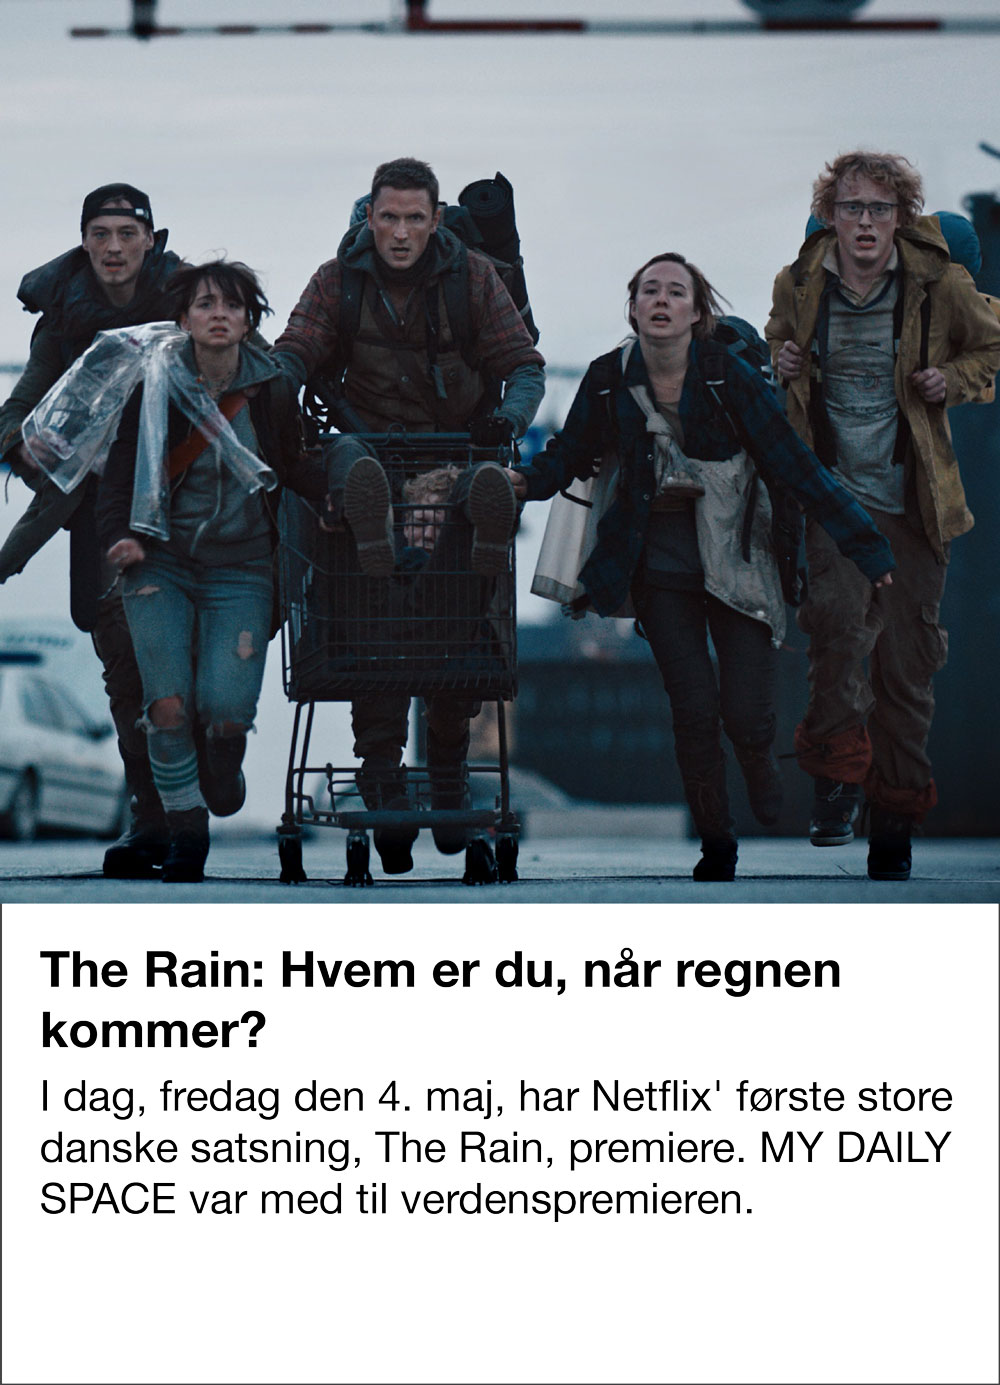 The Rain: Hvem er du, når regnen
kommer?
I dag, fredag den 4. maj, har Netflix' første store
danske satsning, The Rain, premiere. MY DAILY
SPACE var med til verdenspremieren.